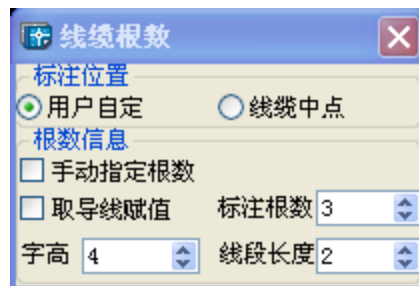 线缆根数
标注位置
用户自定 线缆中点
根数信息
手动指定根数
取导线赋值 标注根数 3
字高 4 线段长度 2